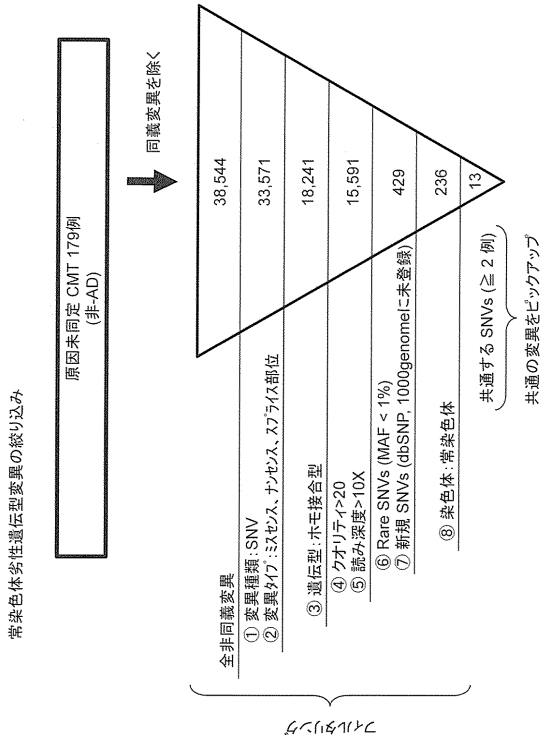 常染色体劣性遺伝型変異の絞り込み
原因未同定 CMT 179例
(非-AD)
同義変異を除く
フィルタリング
全非同義変異
38,544
① 変異種類:SNV
② 変異タイプ:ミスセンス、ナンセンス、スプライス部位
33,571
③ 遺伝型:ホモ接合型
18,241
④ クオリティ>20
⑤ 読み深度>10X
15,591
⑥ Rare SNVs (MAF < 1%)
⑦ 新規 SNVs (dbSNP, 1000genomeに未登録)
429
⑧ 染色体:常染色体
236
共通する SNVs (≧ 2 例)
13
共通の変異をピックアップ